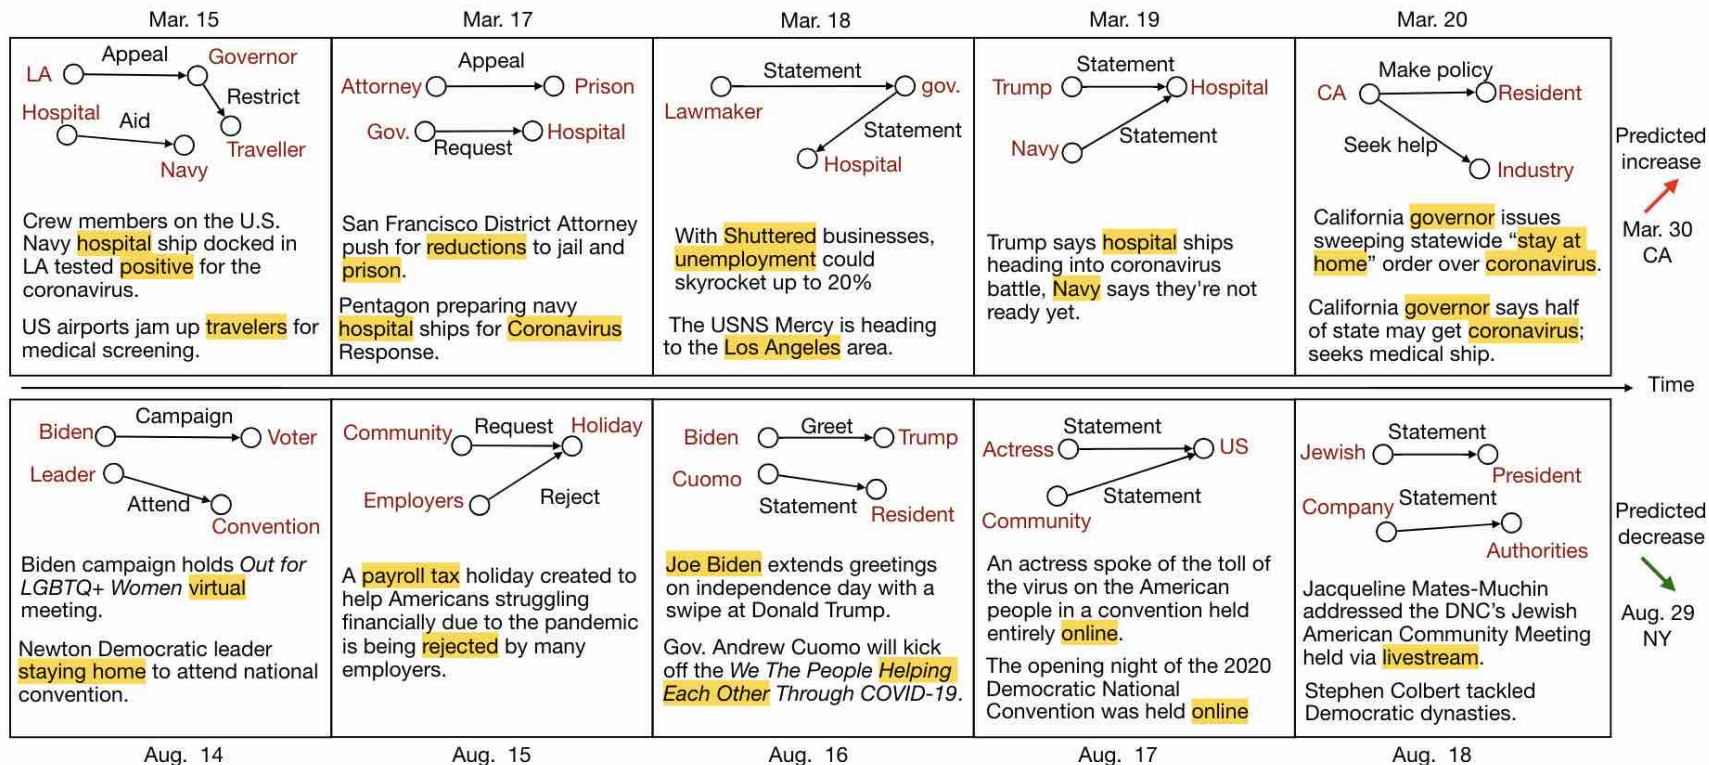 Mar. 15
Mar. 17
Mar. 18
Mar. 19
Mar. 20
Appeal
Governor
LA
Restrict
Hospital
Aid
Traveller
Navy
Crew members on the U.S.
Navy hospital ship docked in
LA tested positive for the
coronavirus.
US airports jam up travelers for
medical screening.
Appeal
Attorney
Prison
Gov.
Hospital
Request
San Francisco District Attorney
push for reductions to jail and
prison.
Pentagon preparing navy
hospital ships for Coronavirus
Response.
Statement
gov.
Lawmaker
Statement
Hospital
With Shuttered businesses,
unemployment could
skyrocket up to 20%
The USNS Mercy is heading
to the Los Angeles area.
Statement
Trump
Hospital
Navy
Statement
Trump says hospital ships
heading into coronavirus
battle, Navy says they're not
ready yet.
Make policy
CA
Resident
Seek help
Industry
California governor issues
sweeping statewide “stay at
home” order over coronavirus.
California governor says half
of state may get coronavirus;
seeks medical ship.
Predicted
increase
Mar. 30
CA
Time
Campaign
Biden
Voter
Leader
Attend
Convention
Biden campaign holds Out for
LGBTQ+ Women virtual
meeting.
Newton Democratic leader
staying home to attend national
convention.
Community
Request
Holiday
Employers
Reject
A payroll tax holiday created to
help Americans struggling
financially due to the pandemic
is being rejected by many
employers.
Biden
Greet
Trump
Cuomo
Statement
Resident
Joe Biden extends greetings
on independence day with a
swipe at Donald Trump.
Gov. Andrew Cuomo will kick
off the We The People Helping
Each Other Through COVID-19.
Statement
Actress
US
Statement
Community
An actress spoke of the toll of
the virus on the American
people in a convention held
entirely online.
The opening night of the 2020
Democratic National
Convention was held online
Statement
Jewish
President
Company
Statement
Authorities
Jacqueline Mates-Muchin
addressed the DNC’s Jewish
American Community Meeting
held via livestream.
Stephen Colbert tackled
Democratic dynasties.
Predicted
decrease
Aug. 29
NY
Aug. 14
Aug. 15
Aug. 16
Aug. 17
Aug. 18